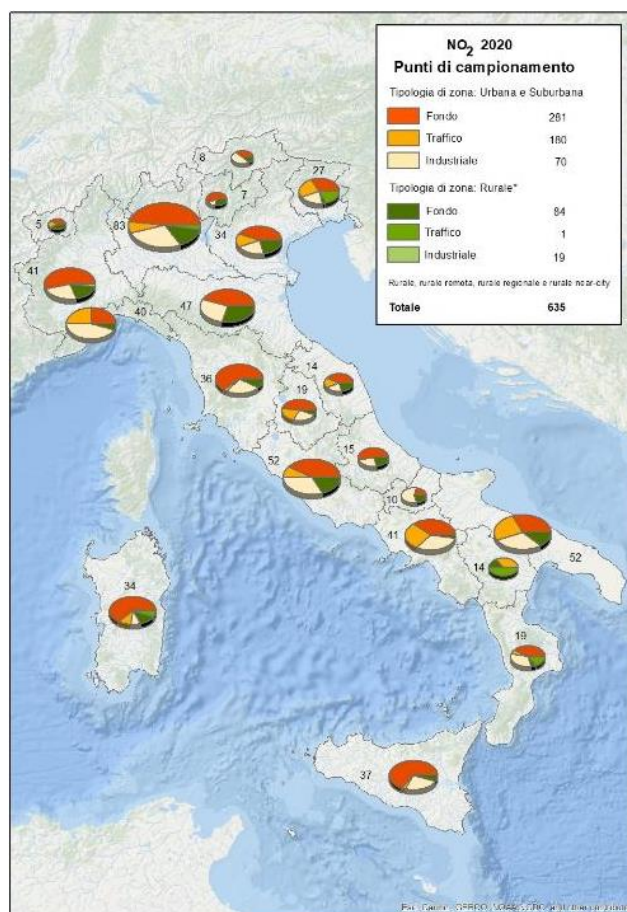 NO2 2020
Punti di campionamento
Tipologia di zona: Urbana e Suburbana
Fondo 281
Traffico 180
Industriale 70
Tipologia di zona: Rurale*
Fondo 84
Traffico 1
Industriale 19
Rurale, rurale remota, rurale regionale e rurale near-city
Totale 635
8
27
7
5
83
34
41
40
47
14
36
19
15
52
10
41
52
14
34
19
37